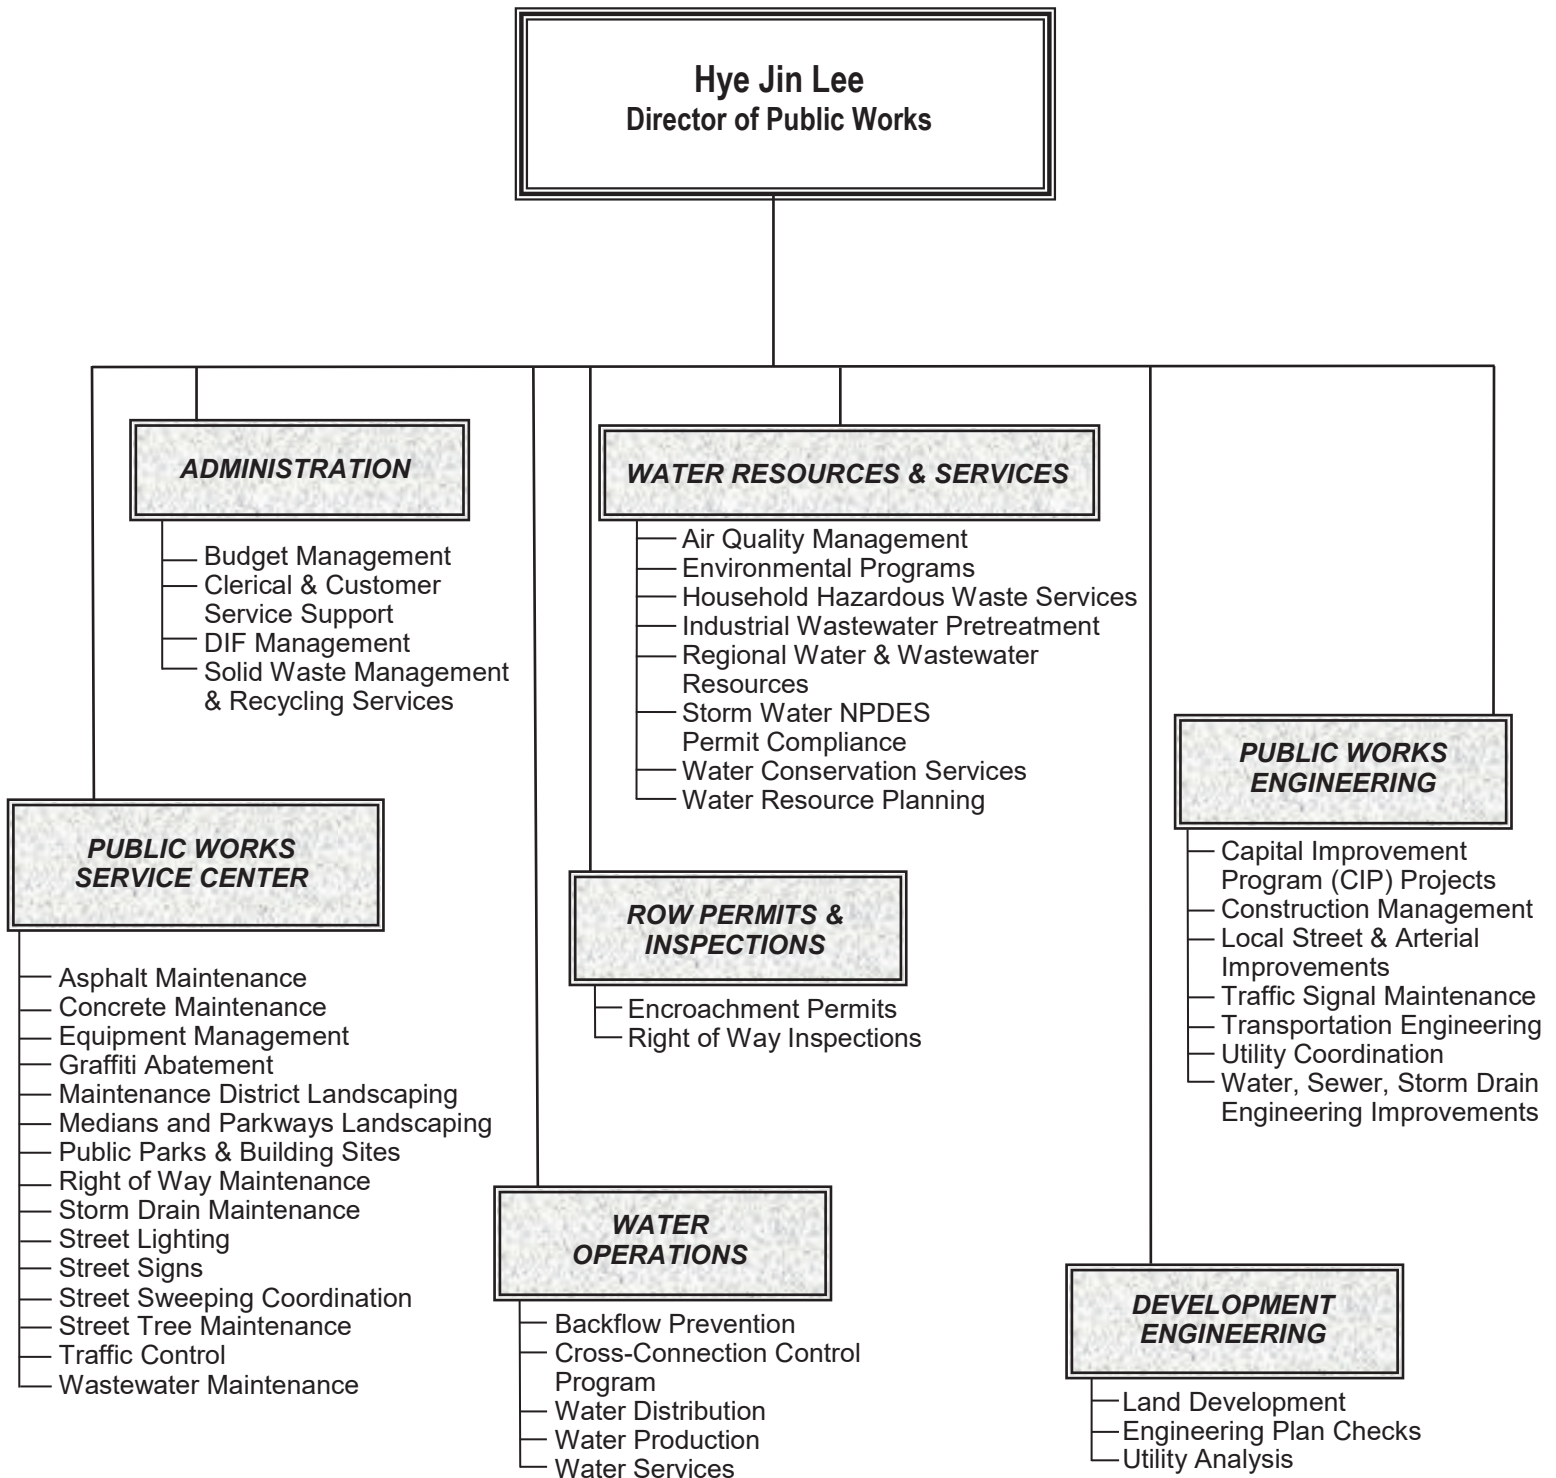 Hye Jin Lee
Director of Public Works
ADMINISTRATION
Budget Management
Clerical & Customer
Service Support
DIF Management
Solid Waste Management
& Recycling Services
WATER RESOURCES & SERVICES
Air Quality Management
Environmental Programs
Household Hazardous Waste Services
Industrial Wastewater Pretreatment
Regional Water & Wastewater
Resources
Storm Water NPDES
Permit Compliance
Water Conservation Services
Water Resource Planning
PUBLIC WORKS
ENGINEERING
Capital Improvement
Program (CIP) Projects
Construction Management
Local Street & Arterial
Improvements
Traffic Signal Maintenance
Transportation Engineering
Utility Coordination
Water, Sewer, Storm Drain
Engineering Improvements
PUBLIC WORKS
SERVICE CENTER
Asphalt Maintenance
Concrete Maintenance
Equipment Management
Graffiti Abatement
Maintenance District Landscaping
Medians and Parkways Landscaping
Public Parks & Building Sites
Right of Way Maintenance
Storm Drain Maintenance
Street Lighting
Street Signs
Street Sweeping Coordination
Street Tree Maintenance
Traffic Control
Wastewater Maintenance
ROW PERMITS &
INSPECTIONS
Encroachment Permits
Right of Way Inspections
WATER
OPERATIONS
Backflow Prevention
Cross-Connection Control
Program
Water Distribution
Water Production
Water Services
DEVELOPMENT
ENGINEERING
Land Development
Engineering Plan Checks
Utility Analysis